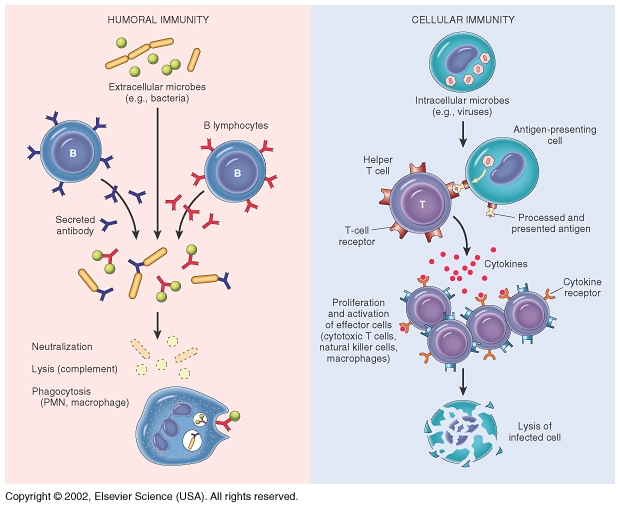 HUMORAL IMMUNITY
Extracellular microbes
(e.g., bacteria)
B lymphocytes
B
B
Secreted
antibody
Neutralization
Lysis (complement)
Phagocytosis
(PMN, macrophage)
CELLULAR IMMUNITY
Intracellular microbes
(e.g., viruses)
Antigen-presenting
cell
Helper
T cell
T
T-cell
receptor
Processed and
presented antigen
Cytokines
Cytokine
receptor
Proliferation
and activation
of effector cells
(cytotoxic T cells,
natural killer cells,
macrophages)
Lysis of
infected cell
Copyright © 2002, Elsevier Science (USA). All rights reserved.